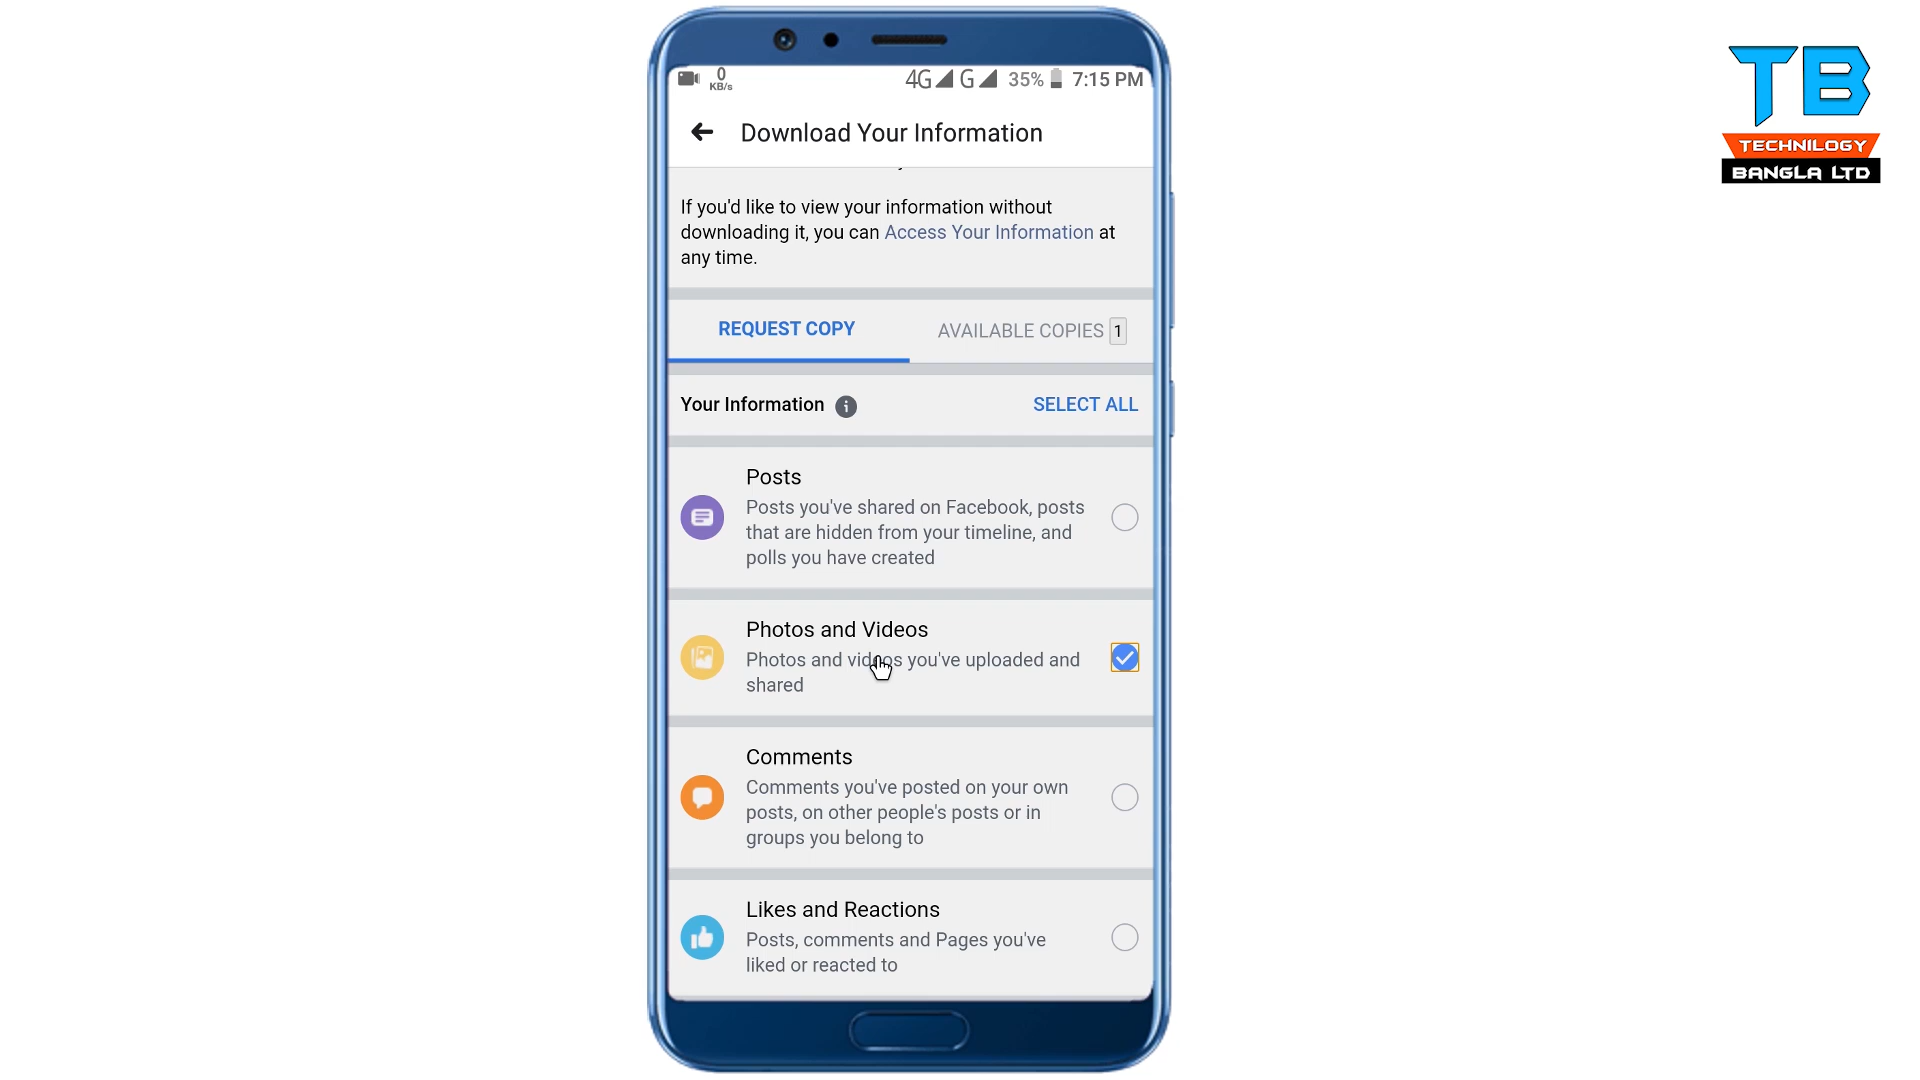 0
KB/s
4G G 35% 7:15 PM
Download Your Information
If you'd like to view your information without
downloading it, you can Access Your Information at
any time.
REQUEST COPY
AVAILABLE COPIES 1
Your Information
SELECT ALL
Posts
Posts you've shared on Facebook, posts
that are hidden from your timeline, and
polls you have created
Photos and Videos
Photos and videos you've uploaded and
shared
Comments
Comments you've posted on your own
posts, on other people's posts or in
groups you belong to
Likes and Reactions
Posts, comments and Pages you've
liked or reacted to
TB
TECHNILOGY
BANGLA LTD